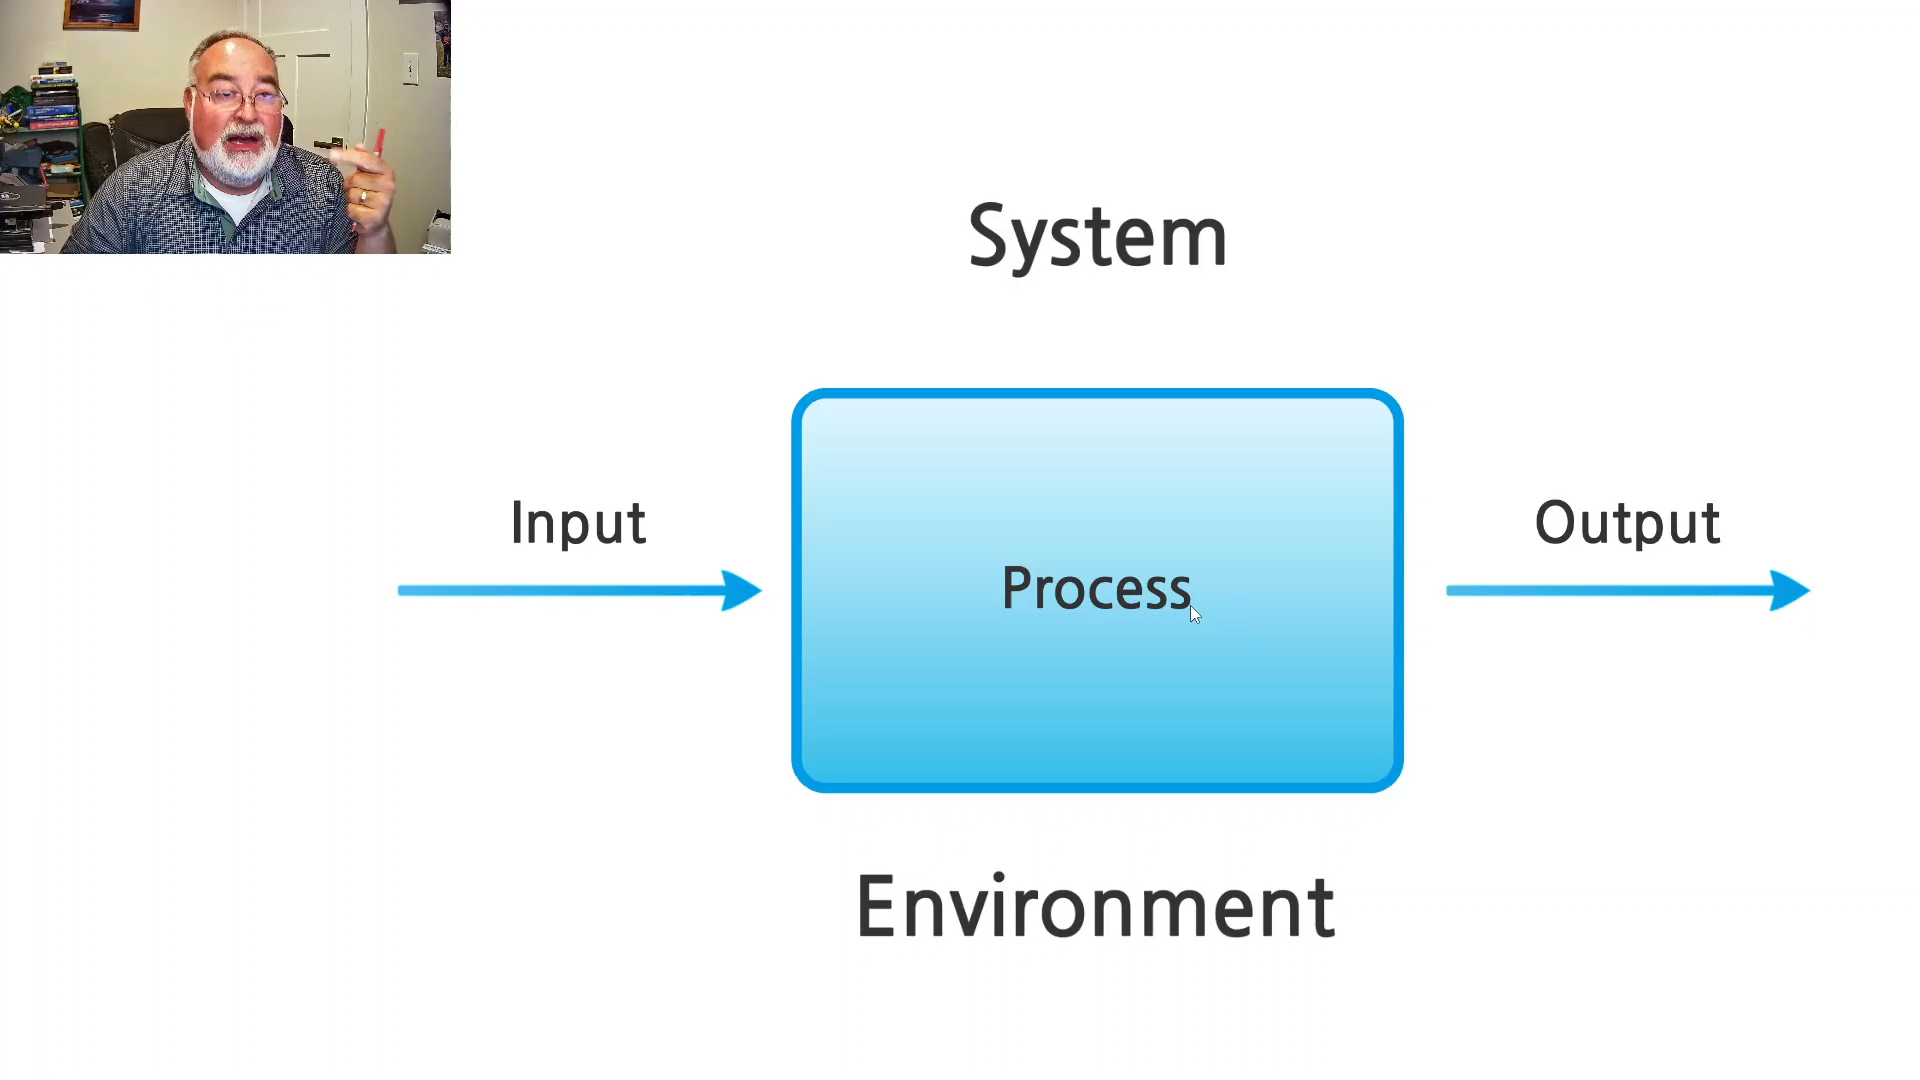 System
Input
Output
Process
Environment